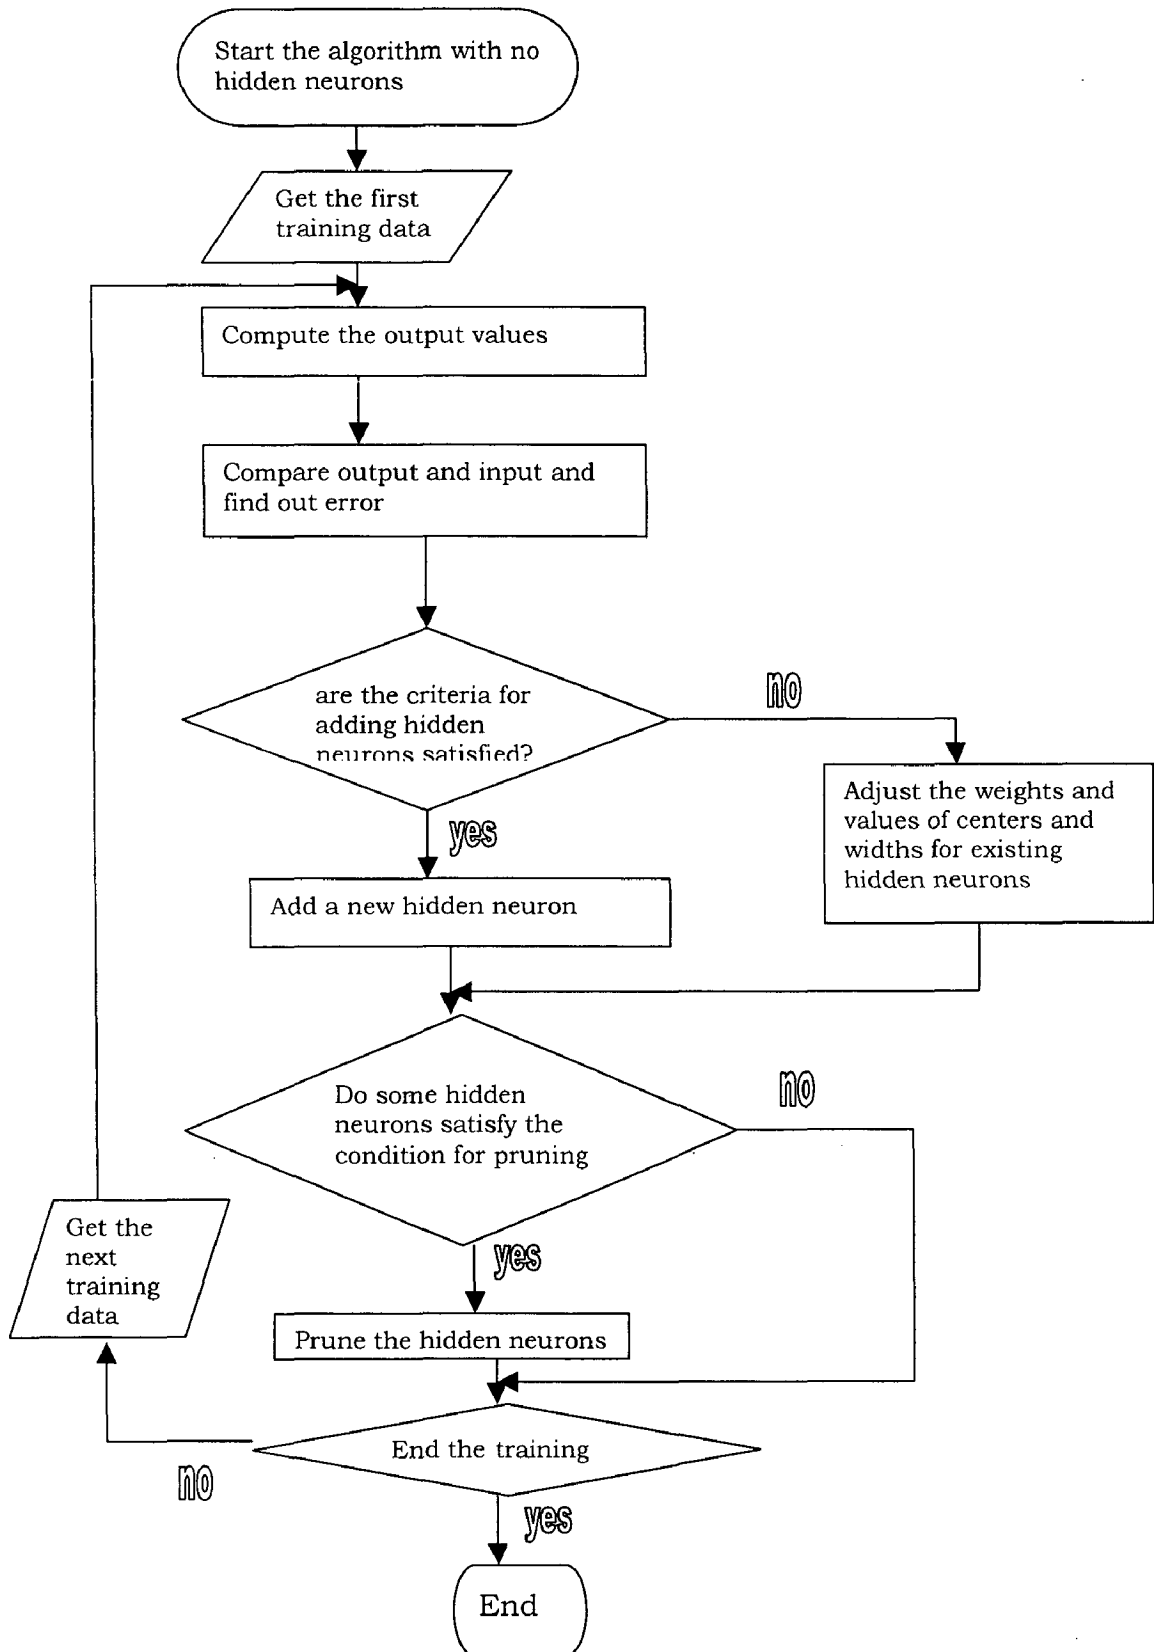 Start the algorithm with no
hidden neurons
Get the first
training data
Compute the output values
Compare output and input and
find out error
are the criteria for
adding hidden
neurons satisfied?
no
yes
Adjust the weights and
values of centers and
widths for existing
hidden neurons
Add a new hidden neuron
Do some hidden
neurons satisfy the
condition for pruning
no
yes
Get the
next
training
data
Prune the hidden neurons
End the training
no
yes
End